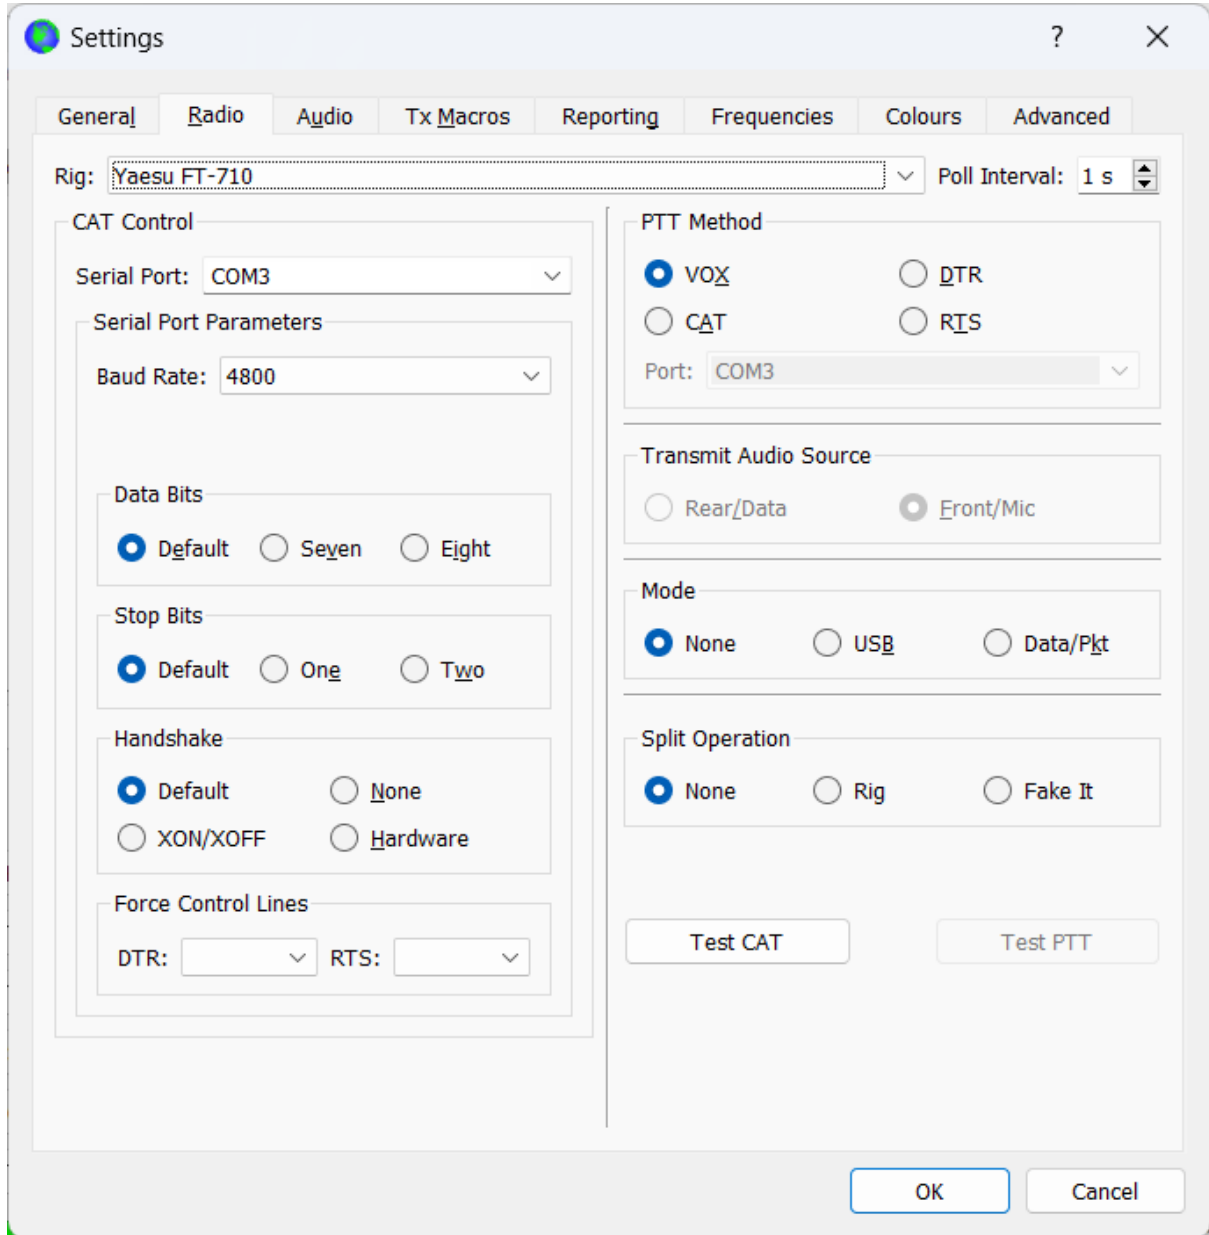 Settings
?
General Radio Audio Tx Macros Reporting Frequencies Colours Advanced
Rig: Yaesu FT-710 Poll Interval: 1 s
CAT Control
Serial Port: COM3
Serial Port Parameters
Baud Rate: 4800
Data Bits
Default Seven Eight
Stop Bits
Default One Two
Handshake
Default None
XON/XOFF Hardware
Force Control Lines
DTR: RTS:
PTT Method
VOX DTR
CAT RTS
Port: COM3
Transmit Audio Source
Rear/Data Front/Mic
Mode
None USB Data/Pkt
Split Operation
None Rig Fake It
Test CAT Test PTT
OK Cancel